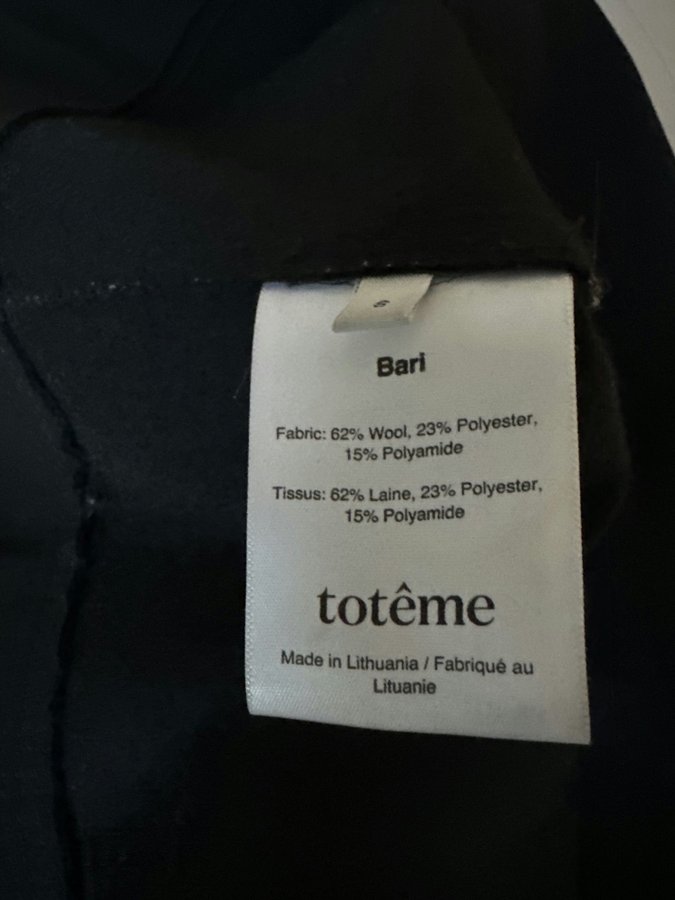 S
Bari
Fabric: 62% Wool, 23% Polyester,
15% Polyamide
Tissus: 62% Laine, 23% Polyester,
15% Polyamide
totême
Made in Lithuania / Fabriqué au
Lituanie